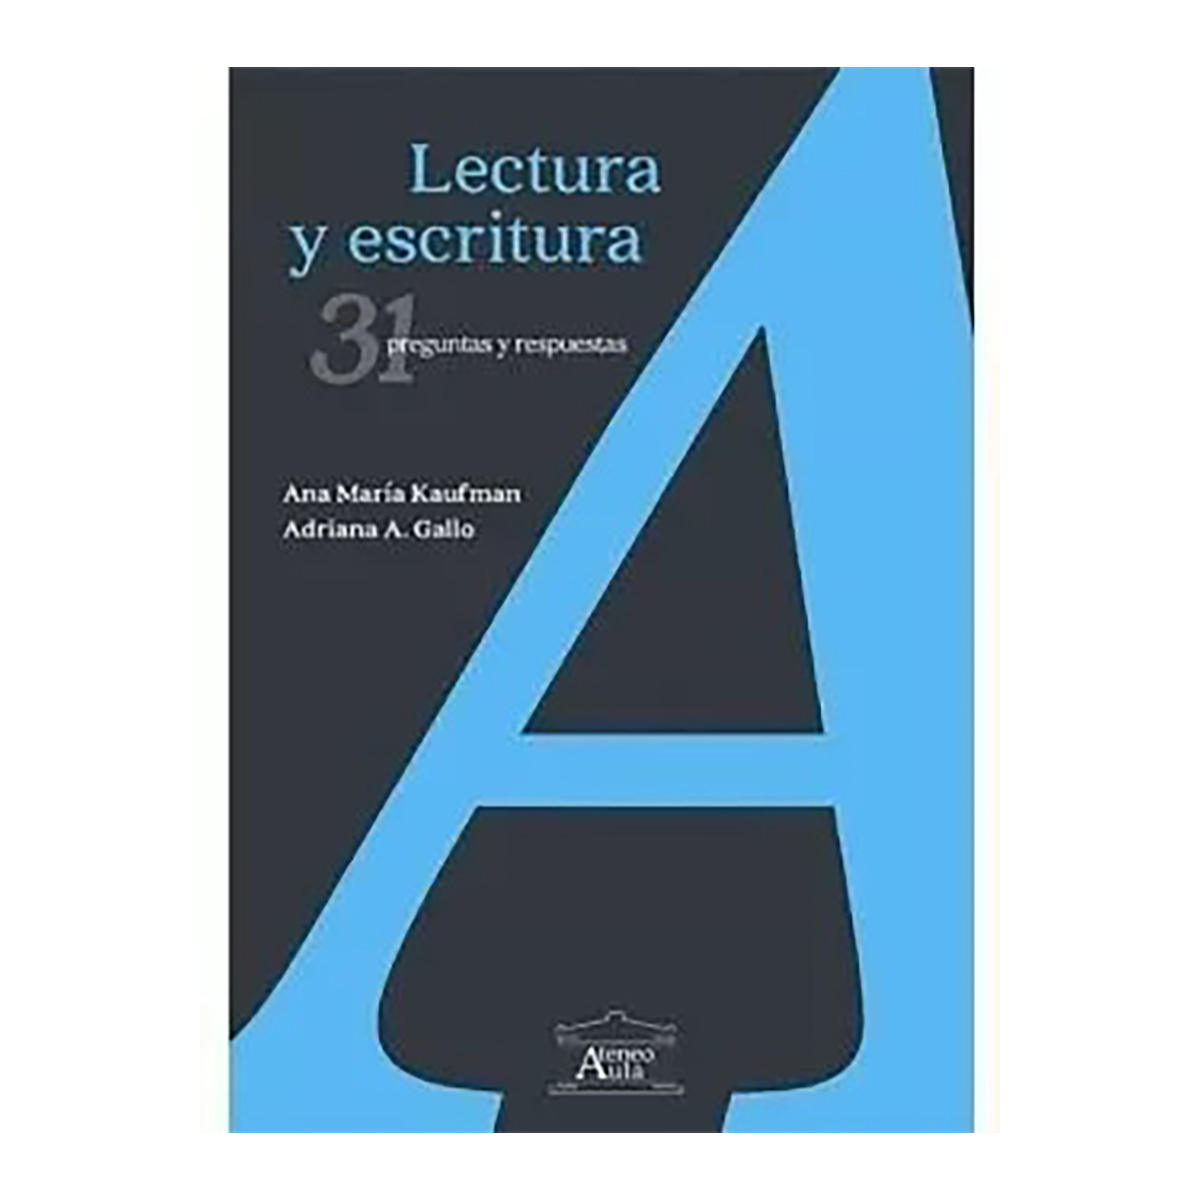 Lectura
y escritura
31 preguntas y respuestas
Ana María Kaufman
Adriana A. Gallo
Ateneo
Aula
A